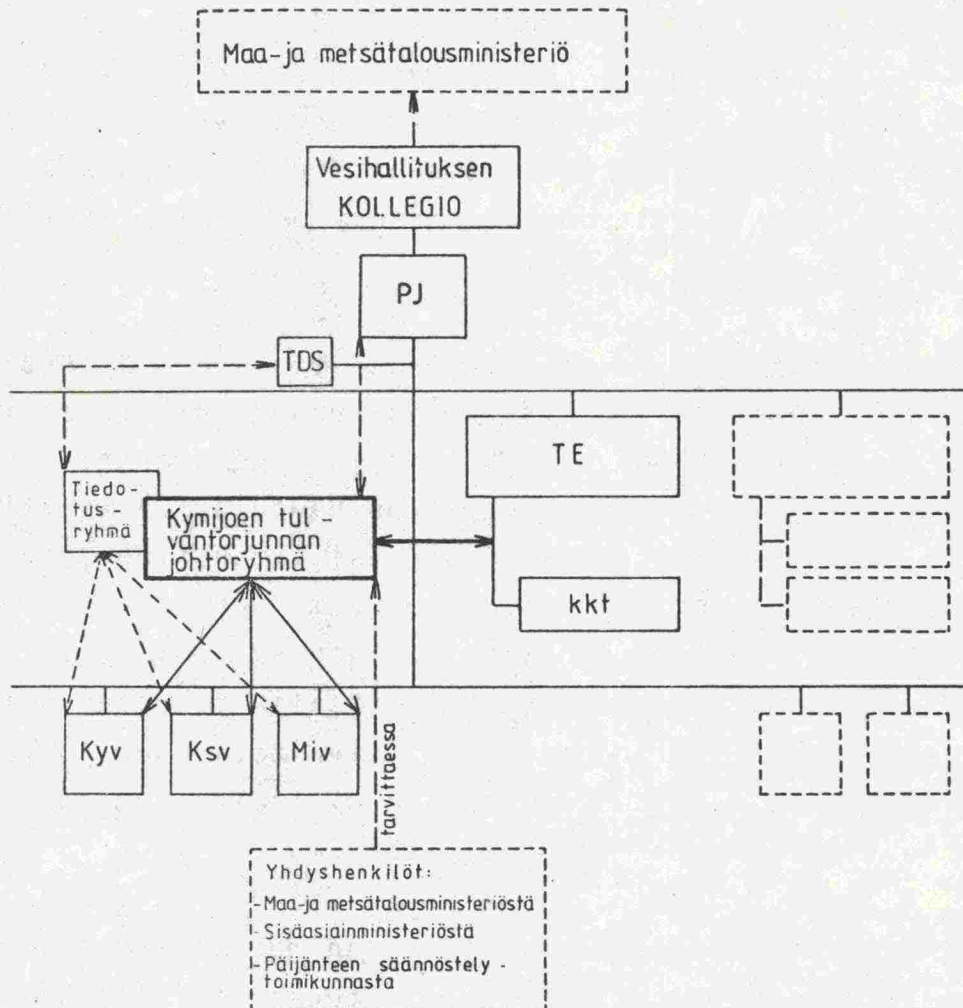 Maa-ja metsätalousministeriö
Vesihallituksen
KOLLEGIO
PJ
TDS
TE
Tiedo-
tus -
ryhmä
Kymijoen tul -
vantorjunnan
johtoryhmä
kkt
Kyv
Ksv
Miv
tarvittaessa
Yhdyshenkilöt:
- Maa-ja metsätalousministeriöstä
- Sisäasiainministeriöstä
- Päijänteen säännöstely -
toimikunnasta